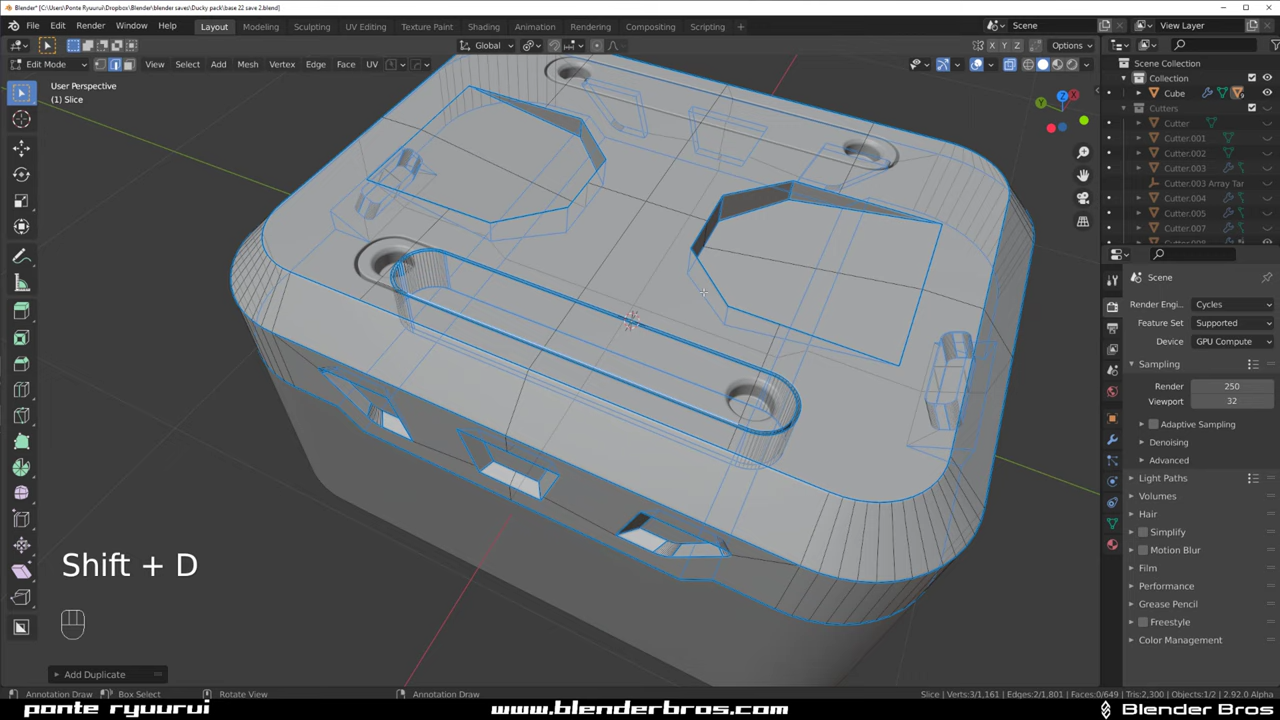 Blender* [C:\Users\Ponte Ryuurui\Dropbox\Blender\blender saves\Ducky pack\base 22 save 2.blend]
File Edit Render Window Help Layout Modeling Sculpting UV Editing Texture Paint Shading Animation Rendering Compositing Scripting Scene View Layer
Global X Y Z Options
Edit Mode View Select Add Mesh Vertex Edge Face UV
User Perspective
(1) Slice
Scene Collection
Collection
Cube
Cutters
Cutter
Cutter.001
Cutter.002
Cutter.003
Cutter.003 Array Tar
Cutter.004
Cutter.005
Cutter.007
Scene
Render Engi... Cycles
Feature Set Supported
Device GPU Compute
Sampling
Render 250
Viewport 32
Adaptive Sampling
Denoising
Advanced
Light Paths
Volumes
Hair
Simplify
Motion Blur
Film
Performance
Grease Pencil
Freestyle
Color Management
Shift + D
Add Duplicate
Annotation Draw Box Select Rotate View Annotation Draw Slice | Verts:3/1,161 | Edges:2/1,801 | Faces:0/649 | Tris:2,300 | Objects:1/2 | 2.92.0 Alpha
ponte ryuurui www.blenderbros.com Blender Bros